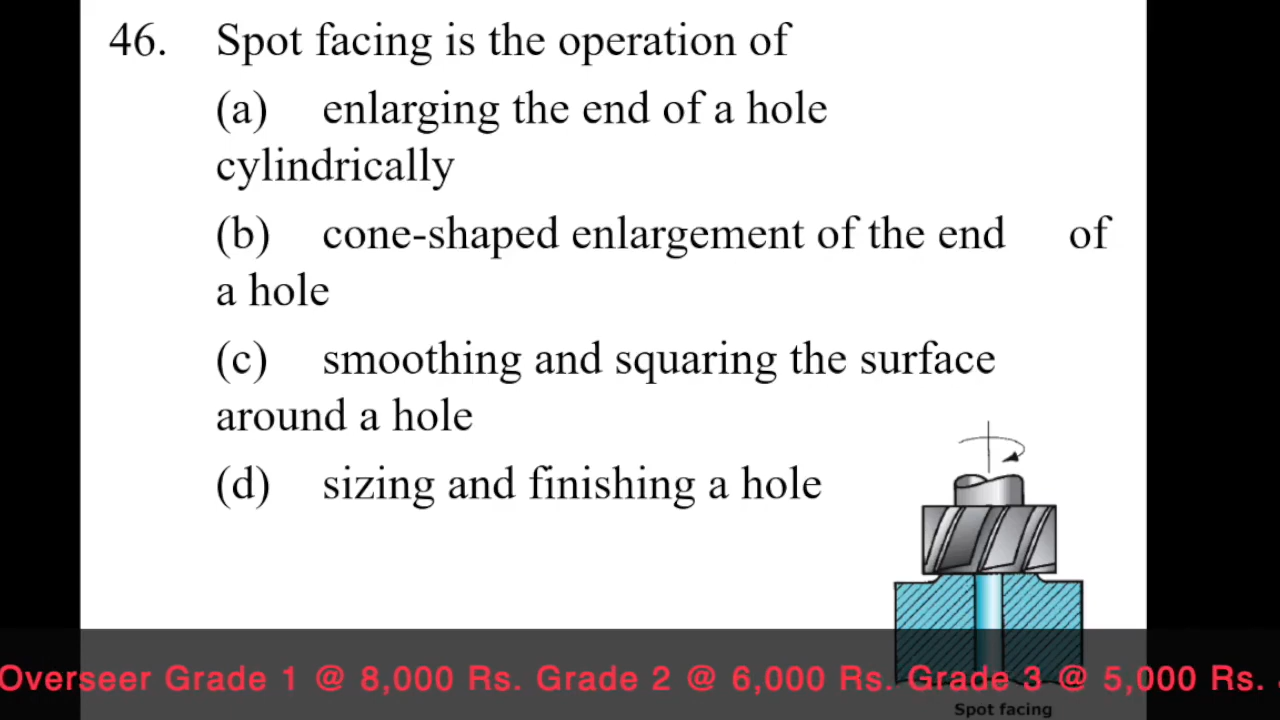 46. Spot facing is the operation of
(a) enlarging the end of a hole
cylindrically
(b) cone-shaped enlargement of the end of
a hole
(c) smoothing and squaring the surface
around a hole
(d) sizing and finishing a hole
Overseer Grade 1 @ 8,000 Rs. Grade 2 @ 6,000 Rs. Grade 3 @ 5,000 Rs.
Spot facing